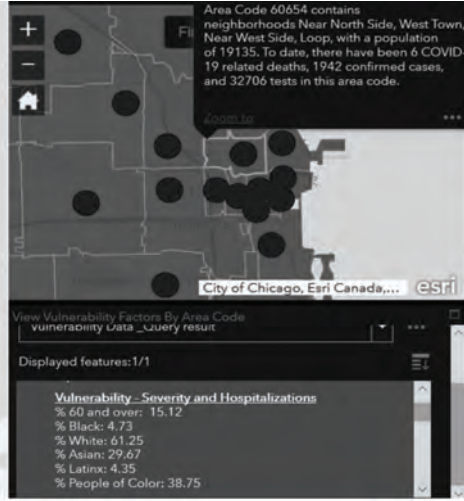 Area Code 60654 contains
neighborhoods Near North Side, West Town,
Near West Side, Loop, with a population
of 19135. To date, there have been 6 COVID-
19 related deaths, 1942 confirmed cases,
and 32706 tests in this area code.
Zoom to
City of Chicago, Esri Canada,...
esri
View Vulnerability Factors By Area Code
Vulnerability Data _Query result
Displayed features:1/1
Vulnerability - Severity and Hospitalizations
% 60 and over: 15.12
% Black: 4.73
% White: 61.25
% Asian: 29.67
% Latinx: 4.35
% People of Color: 38.75